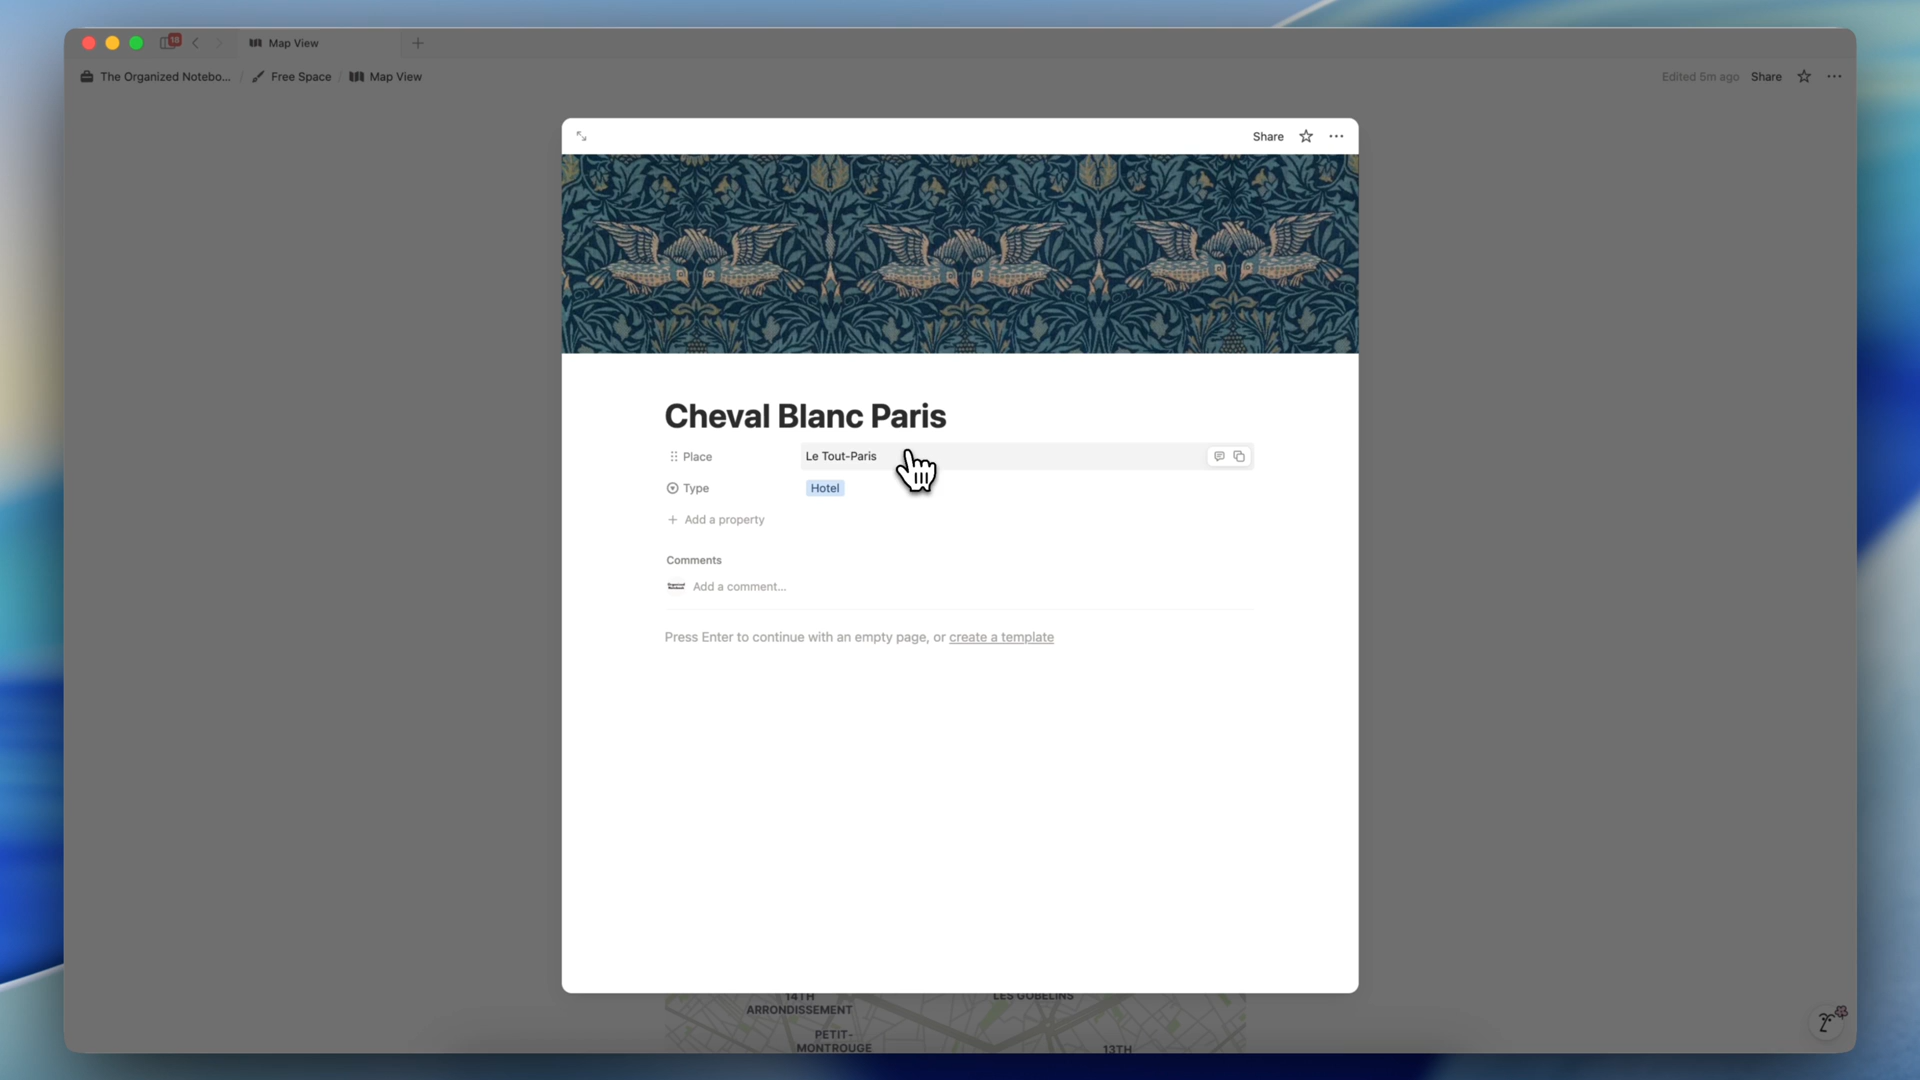 18
Map View
The Organized Notebo... / Free Space / Map View
Edited 5m ago Share
Share
Cheval Blanc Paris
Place Le Tout-Paris
Type Hotel
Add a property
Comments
Add a comment...
Press Enter to continue with an empty page, or create a template
14TH
ARRONDISSEMENT
LES GOBELINS
PETIT-
MONTROUGE
13TH